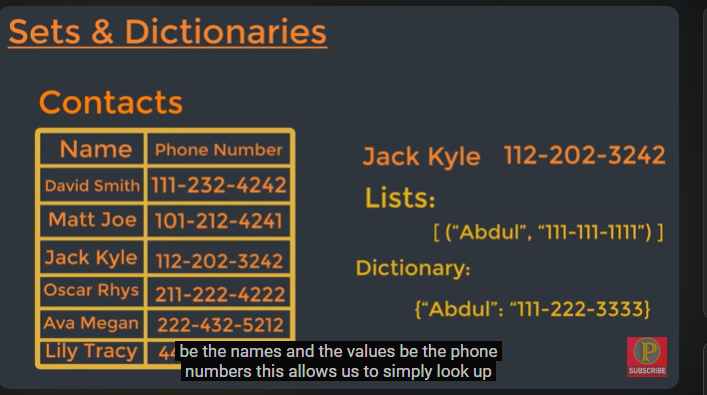 Sets & Dictionaries
Contacts
Name Phone Number
David Smith 111-232-4242
Matt Joe 101-212-4241
Jack Kyle 112-202-3242
Oscar Rhys 211-222-4222
Ava Megan 222-432-5212
Lily Tracy 44
Jack Kyle 112-202-3242
Lists:
[ ("Abdul", "111-111-1111") ]
Dictionary:
{"Abdul": "111-222-3333}
be the names and the values be the phone
numbers this allows us to simply look up
P
SUBSCRIBE